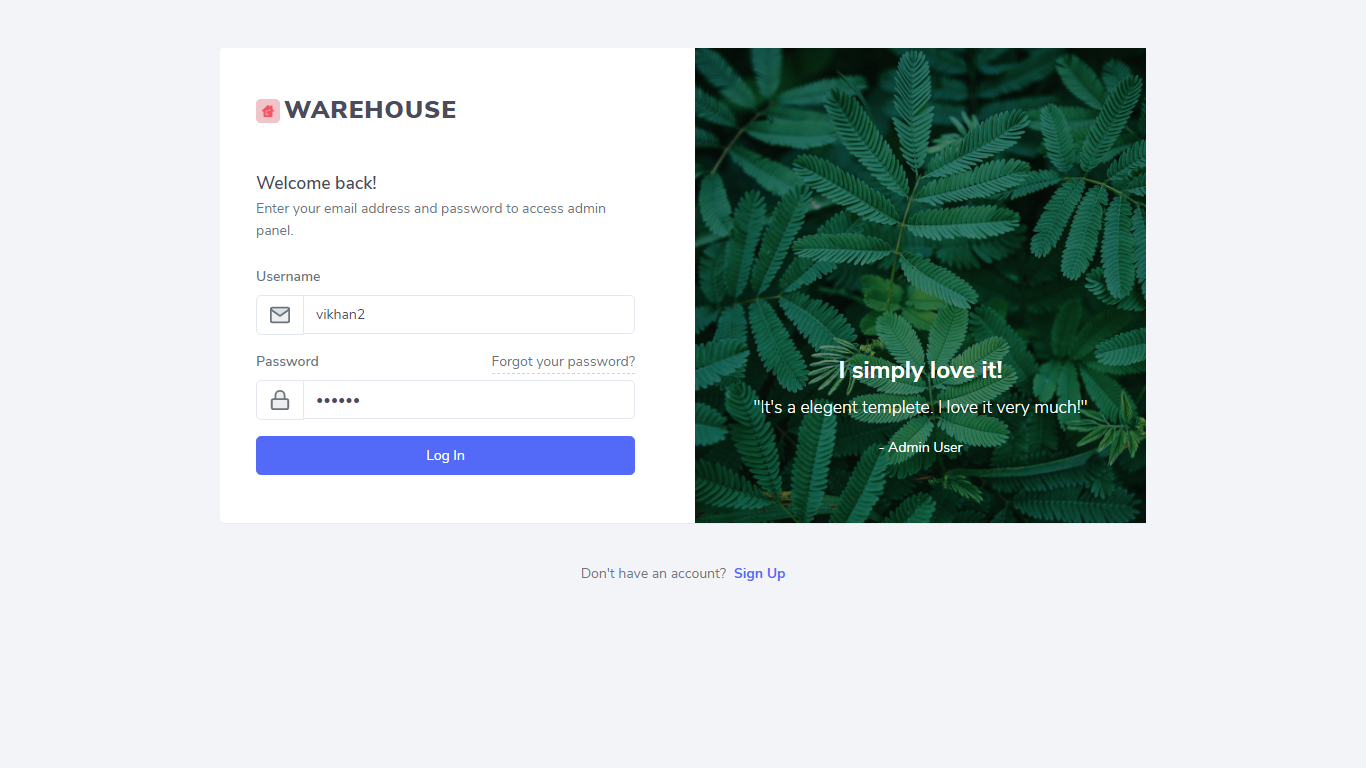 WAREHOUSE
Welcome back!
Enter your email address and password to access admin
panel.
Username
vikhan2
Password
Forgot your password?
••••••
Log In
I simply love it!
"It's a elegent templete. I love it very much!"
- Admin User
Don't have an account? Sign Up